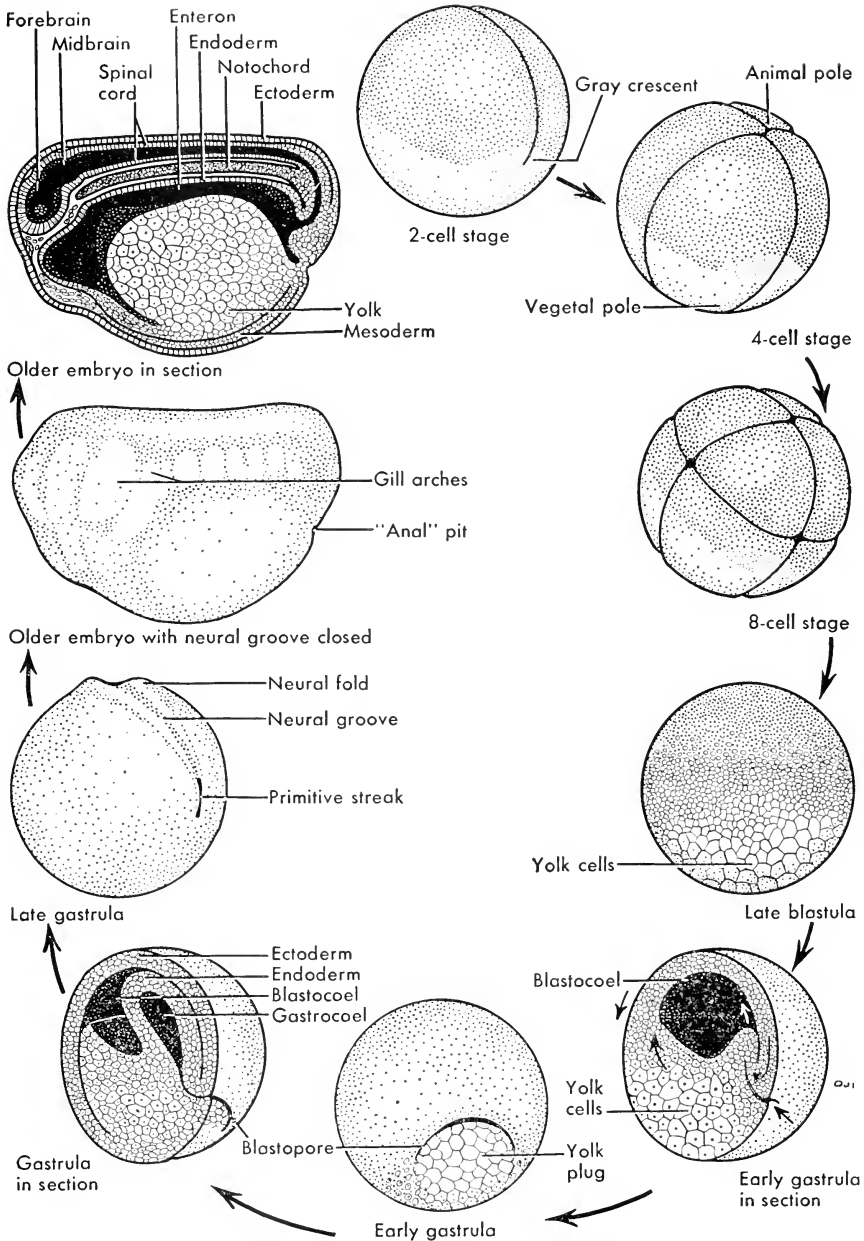 Forebrain
Midbrain
Spinal
cord
Enteron
Endoderm
Notochord
Ectoderm
Gray crescent
Animal pole
2-cell stage
Vegetal pole
4-cell stage
Yolk
Mesoderm
Older embryo in section
Gill arches
"Anal" pit
8-cell stage
Older embryo with neural groove closed
Neural fold
Neural groove
Primitive streak
Yolk cells
Late gastrula
Late blastula
Ectoderm
Endoderm
Blastocoel
Gastrocoel
Blastocoel
Yolk
cells
Blastopore
Yolk
plug
Gastrula
in section
Early gastrula
in section
Early gastrula